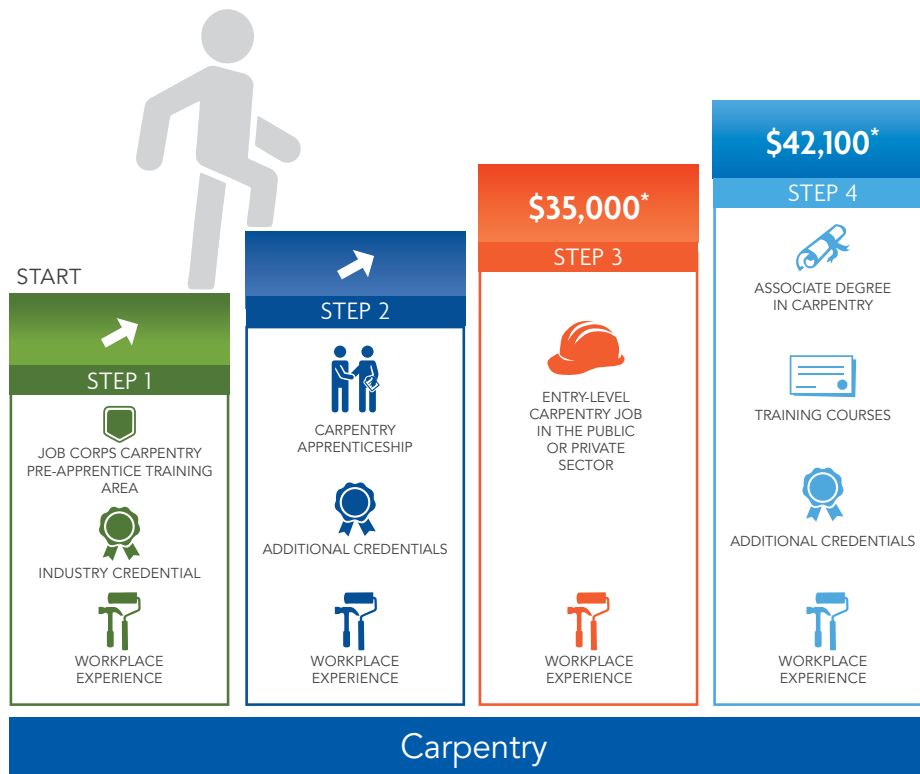 START
STEP 1
JOB CORPS CARPENTRY
PRE-APPRENTICE TRAINING
AREA
INDUSTRY CREDENTIAL
WORKPLACE
EXPERIENCE
STEP 2
CARPENTRY
APPRENTICESHIP
ADDITIONAL CREDENTIALS
WORKPLACE
EXPERIENCE
$35,000*
STEP 3
ENTRY-LEVEL
CARPENTRY JOB
IN THE PUBLIC
OR PRIVATE
SECTOR
WORKPLACE
EXPERIENCE
$42,100*
STEP 4
ASSOCIATE DEGREE
IN CARPENTRY
TRAINING COURSES
ADDITIONAL CREDENTIALS
WORKPLACE
EXPERIENCE
Carpentry